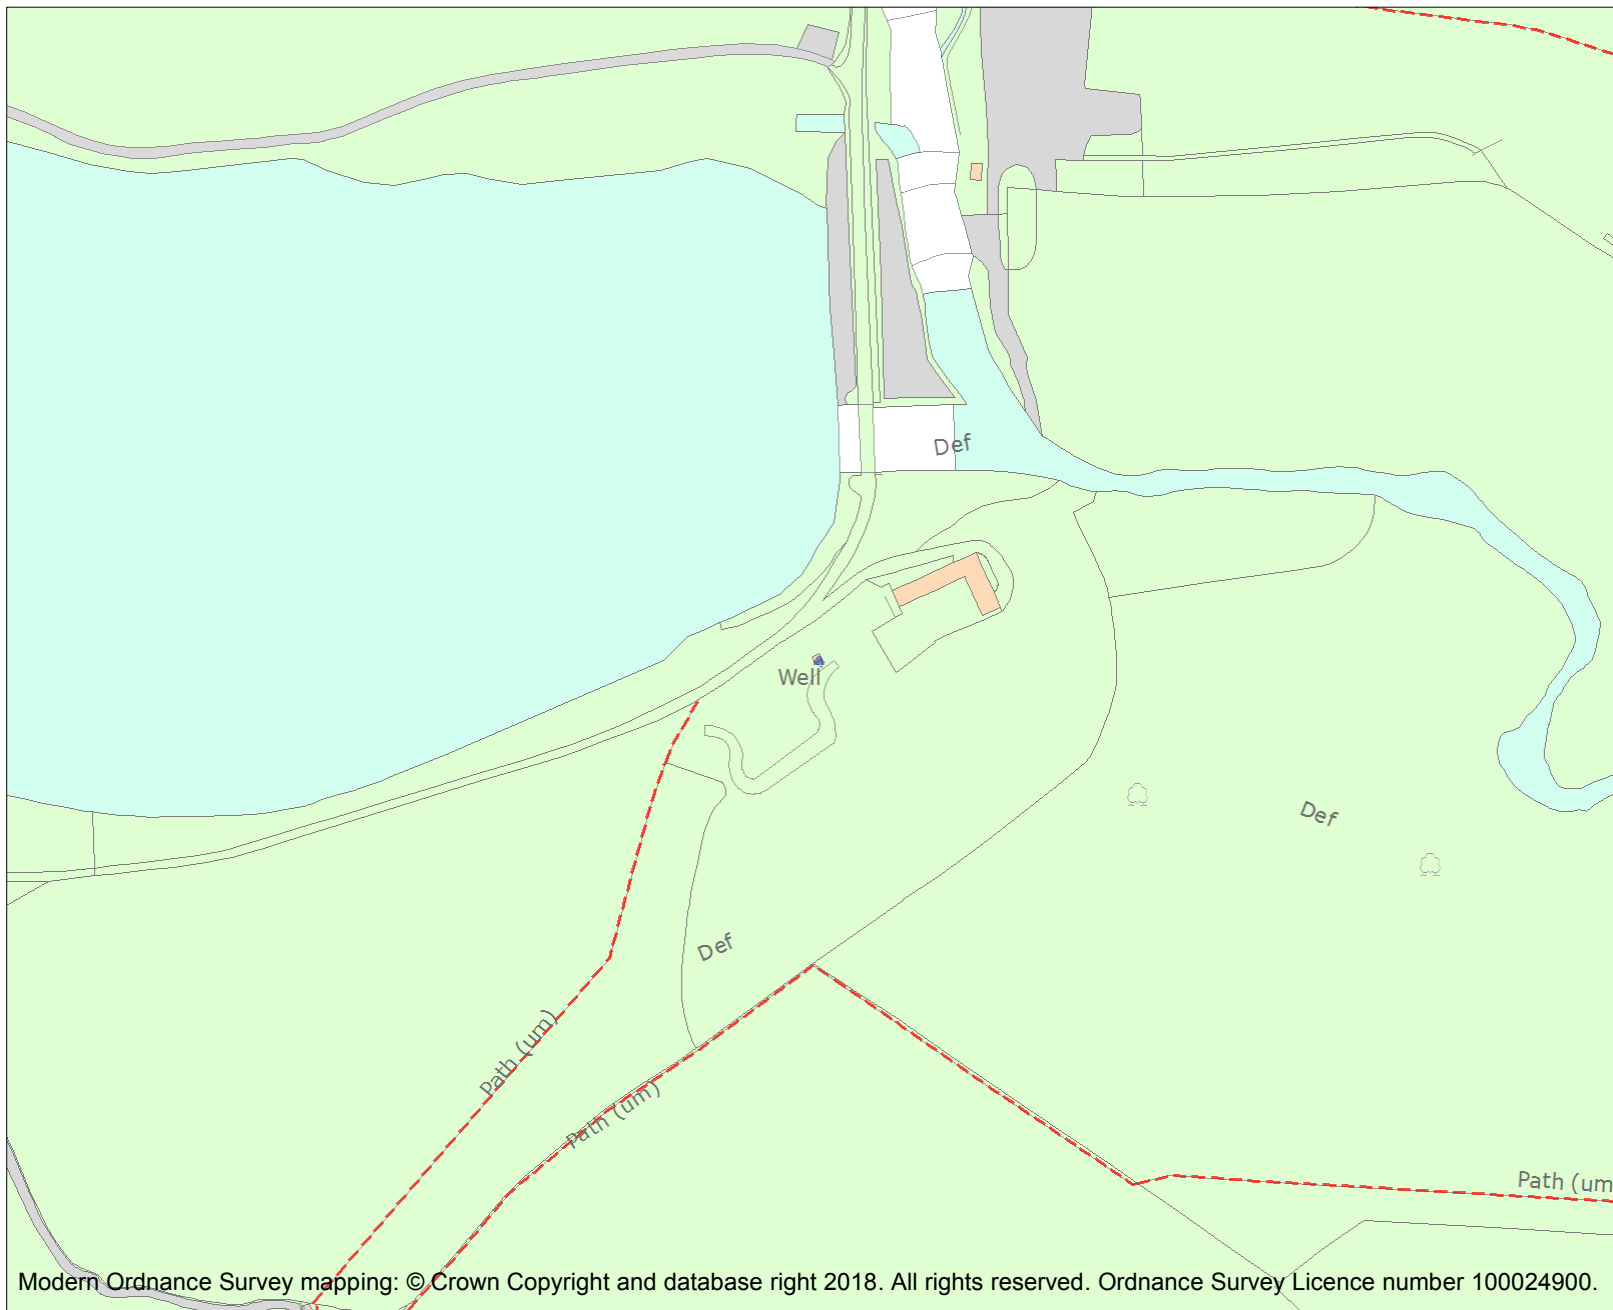 Def
Well
Def
Def
Path (um)
Path (um)
Path (um
Modern Ordnance Survey mapping: © Crown Copyright and database right 2018. All rights reserved. Ordnance Survey Licence number 100024900.